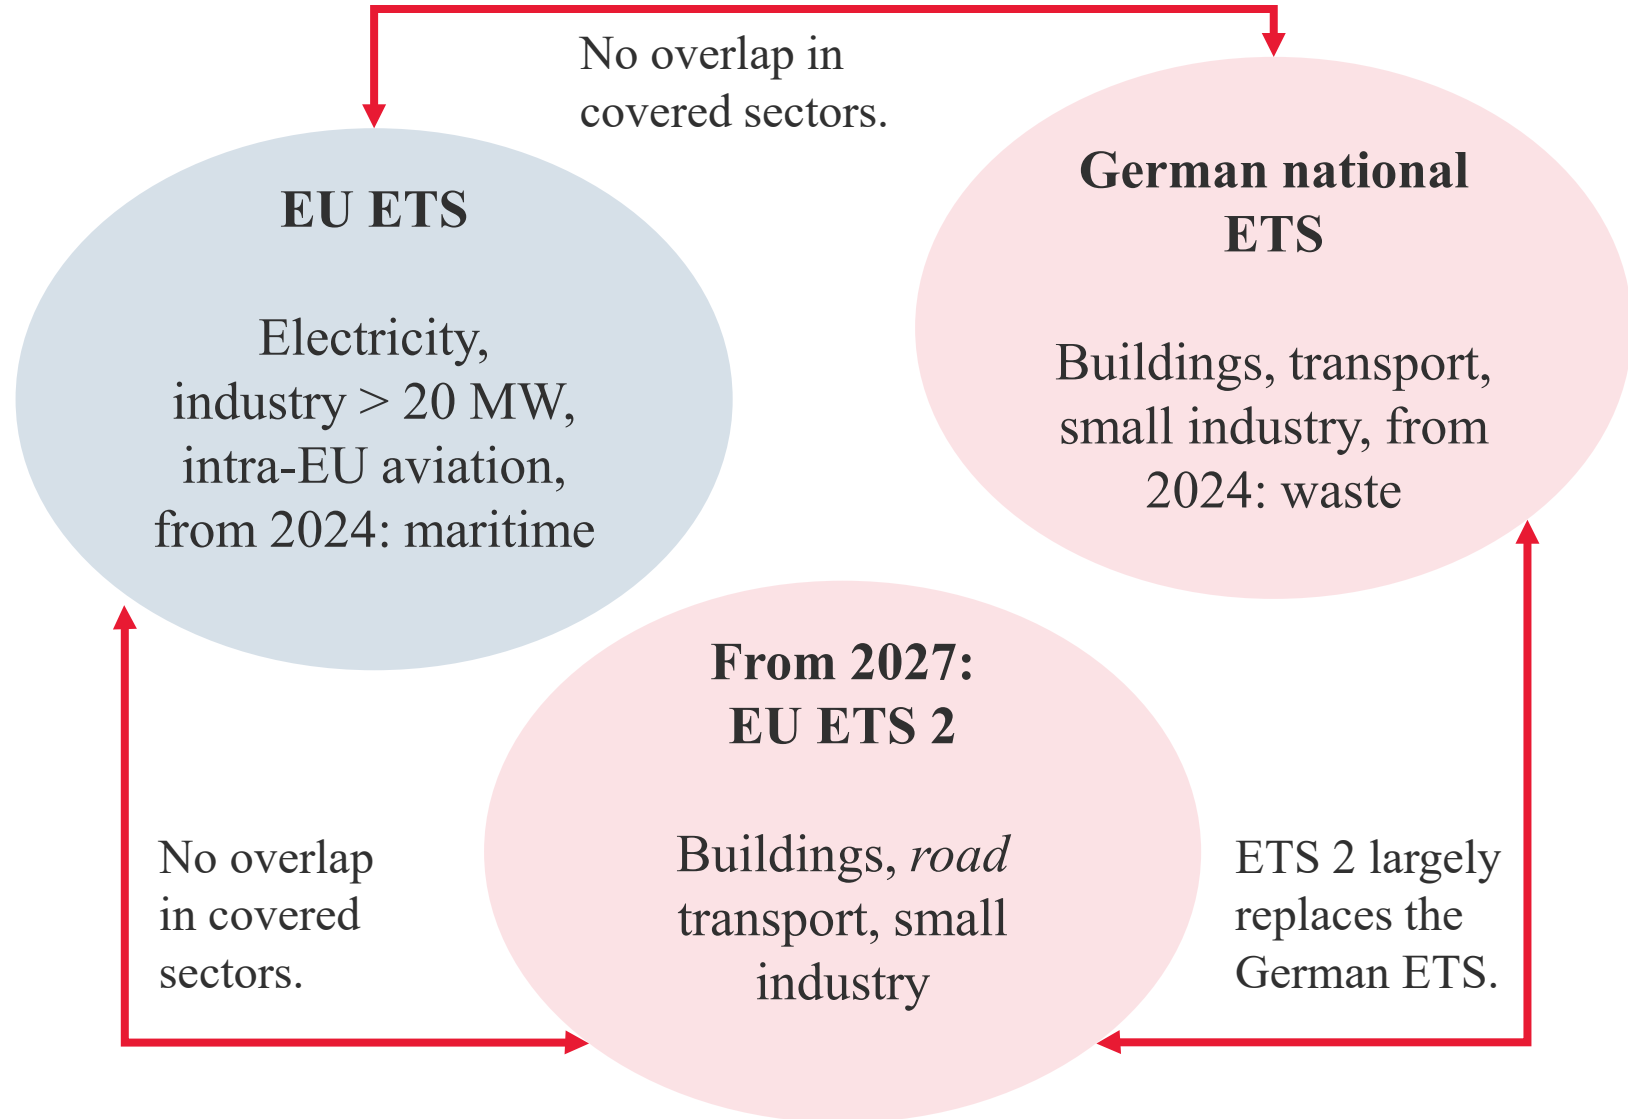 No overlap in
covered sectors.
EU ETS
Electricity,
industry > 20 MW,
intra-EU aviation,
from 2024: maritime
German national
ETS
Buildings, transport,
small industry, from
2024: waste
From 2027:
EU ETS 2
Buildings, road
transport, small
industry
No overlap
in covered
sectors.
ETS 2 largely
replaces the
German ETS.